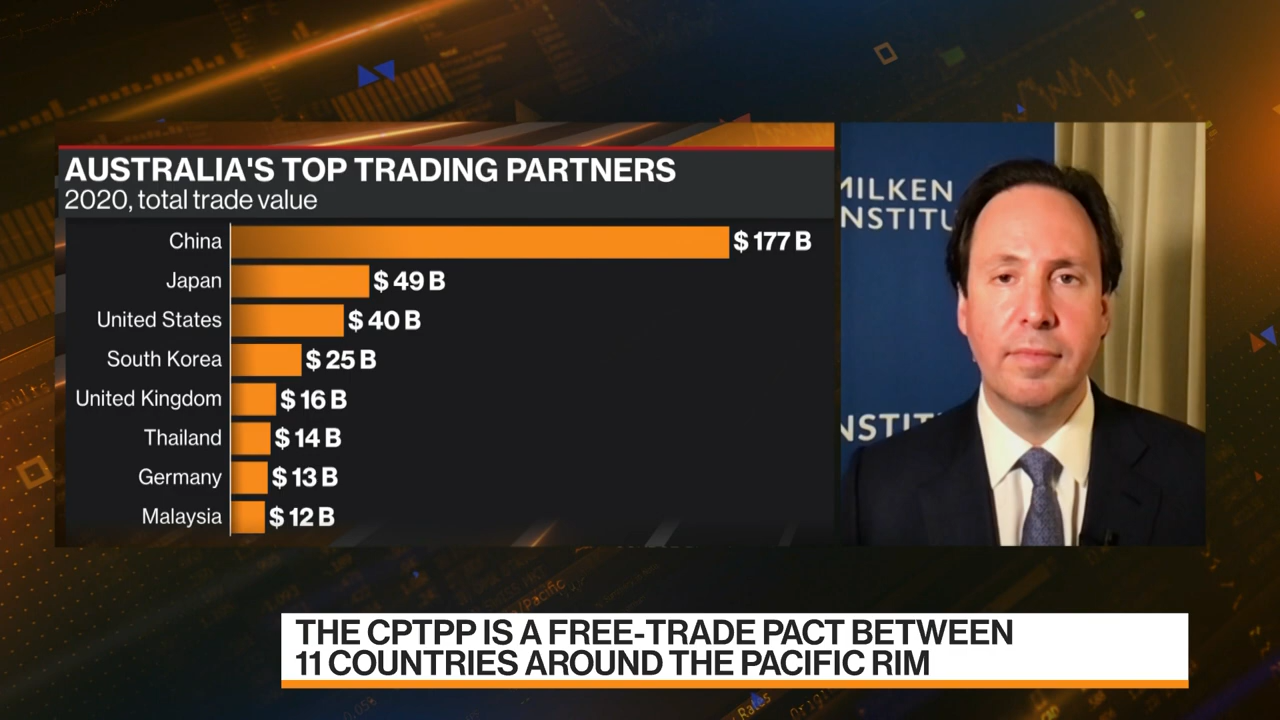 AUSTRALIA'S TOP TRADING PARTNERS
2020, total trade value
China $ 177 B
Japan $ 49 B
United States $ 40 B
South Korea $ 25 B
United Kingdom $ 16 B
Thailand $ 14 B
Germany $ 13 B
Malaysia $ 12 B
MILKEN
INSTITU
NSTIT
THE CPTPP IS A FREE-TRADE PACT BETWEEN
11 COUNTRIES AROUND THE PACIFIC RIM